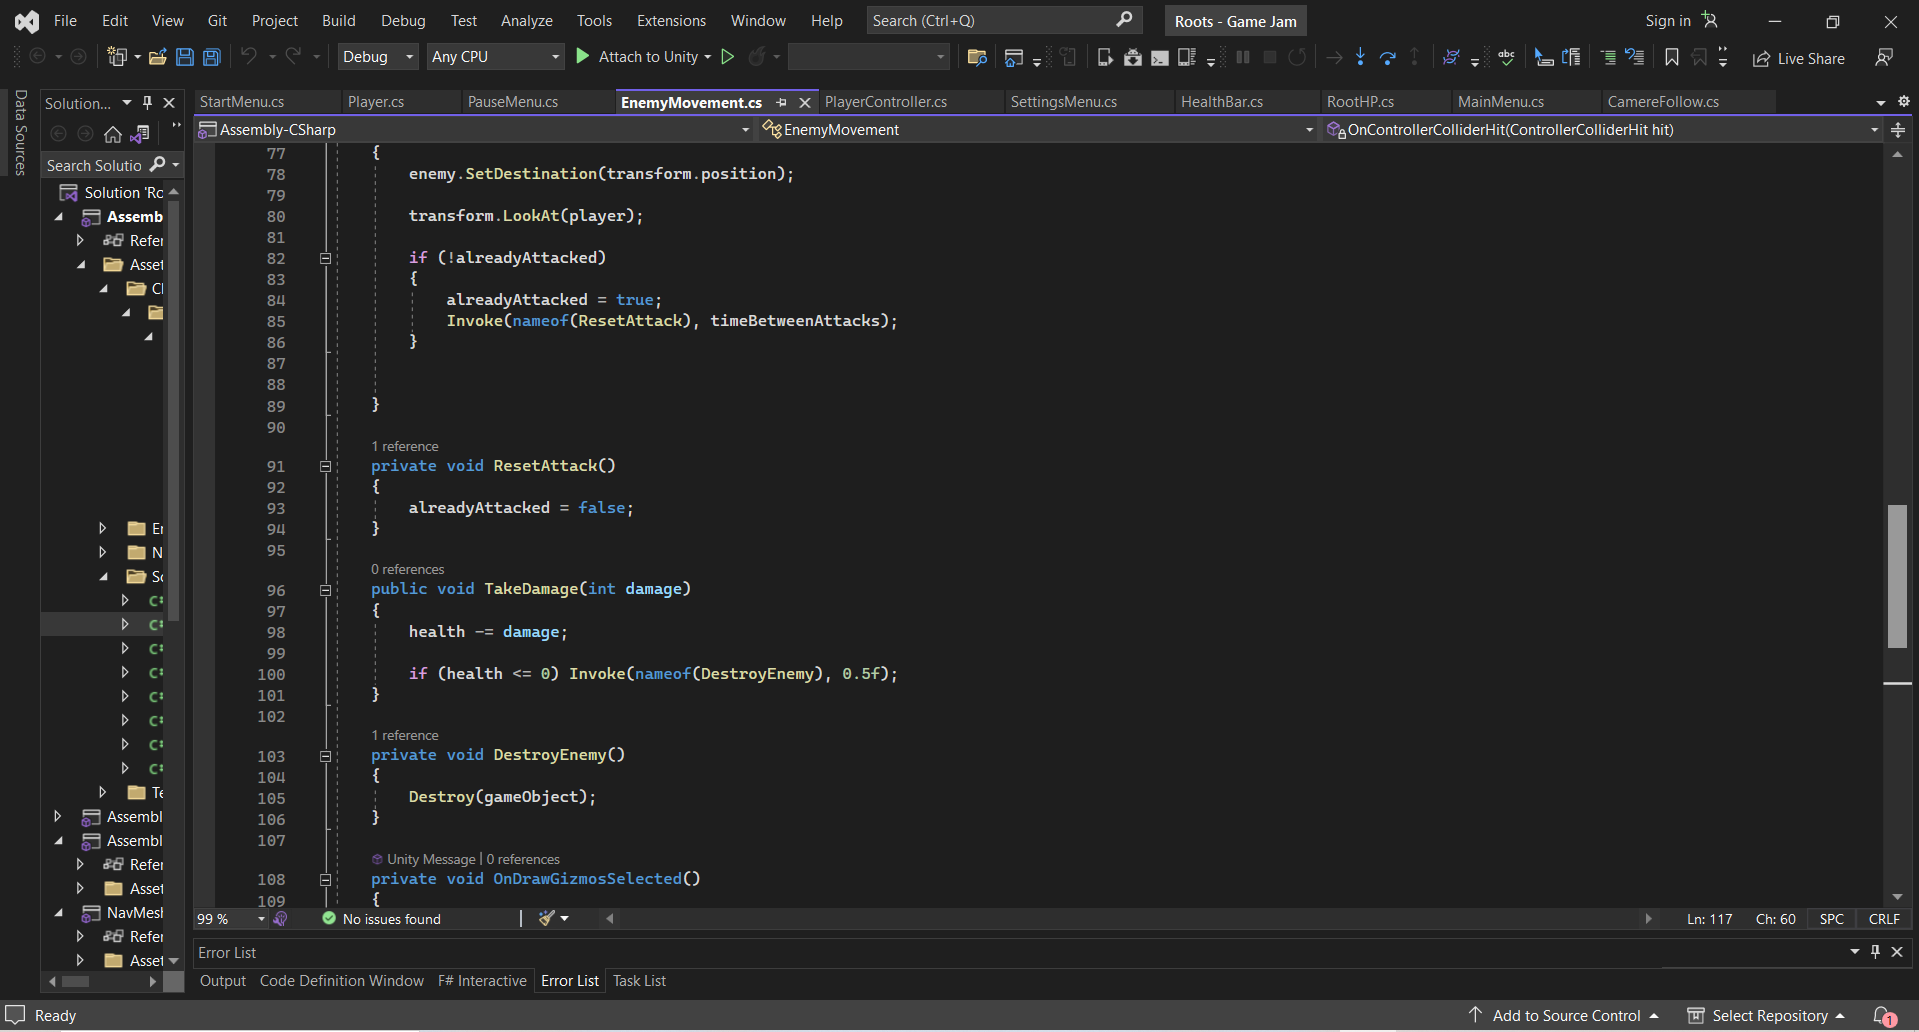 File Edit View Git Project Build Debug Test Analyze Tools Extensions Window Help Search (Ctrl+Q) Roots - Game Jam Sign in
Debug Any CPU Attach to Unity Live Share
Data Sources
Solution...
StartMenu.cs Player.cs PauseMenu.cs EnemyMovement.cs PlayerController.cs SettingsMenu.cs HealthBar.cs RootHP.cs MainMenu.cs CamereFollow.cs
Assembly-CSharp EnemyMovement OnControllerColliderHit(ControllerColliderHit hit)
Search Solutio
Solution 'Ro
Assemb
Refer
Asset
Cl
Er
N
Sc
C#
C#
C#
C#
C#
C#
C#
C#
Te
Assembl
Assembl
Refer
Asset
NavMesh
Refer
Asset
77 {
78 enemy.SetDestination(transform.position);
79
80 transform.LookAt(player);
81
82 if (!alreadyAttacked)
83 {
84 alreadyAttacked = true;
85 Invoke(nameof(ResetAttack), timeBetweenAttacks);
86 }
87
88
89 }
90
1 reference
91 private void ResetAttack()
92 {
93 alreadyAttacked = false;
94 }
95
0 references
96 public void TakeDamage(int damage)
97 {
98 health -= damage;
99
100 if (health <= 0) Invoke(nameof(DestroyEnemy), 0.5f);
101 }
102
1 reference
103 private void DestroyEnemy()
104 {
105 Destroy(gameObject);
106 }
107
Unity Message | 0 references
108 private void OnDrawGizmosSelected()
109 {
99 % No issues found Ln: 117 Ch: 60 SPC CRLF
Error List
Output Code Definition Window F# Interactive Error List Task List
Ready Add to Source Control Select Repository 1